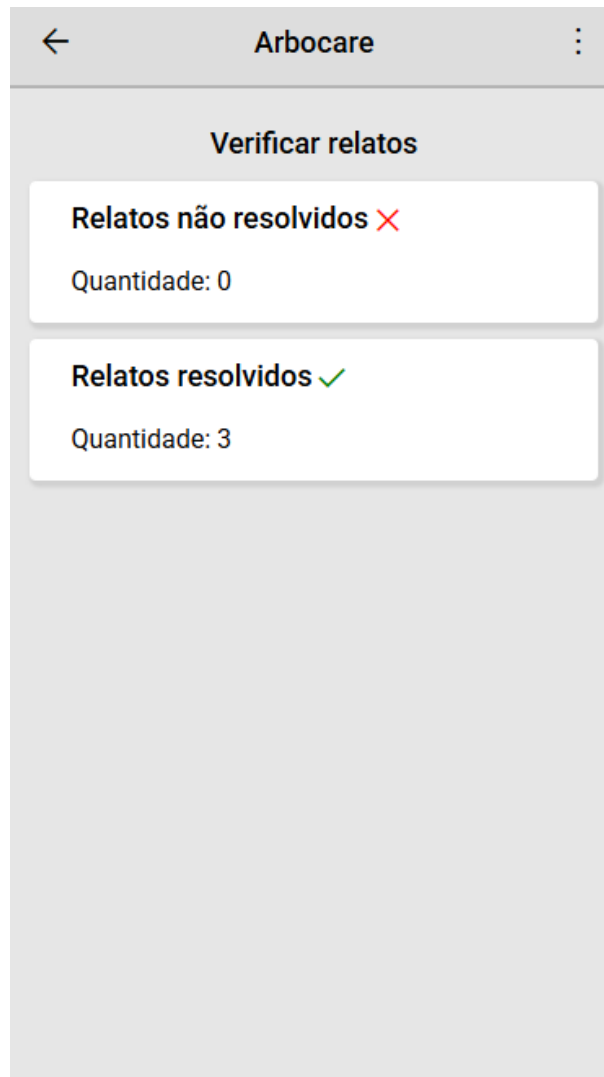 Arbocare
Verificar relatos
Relatos não resolvidos
Quantidade: 0
Relatos resolvidos
Quantidade: 3